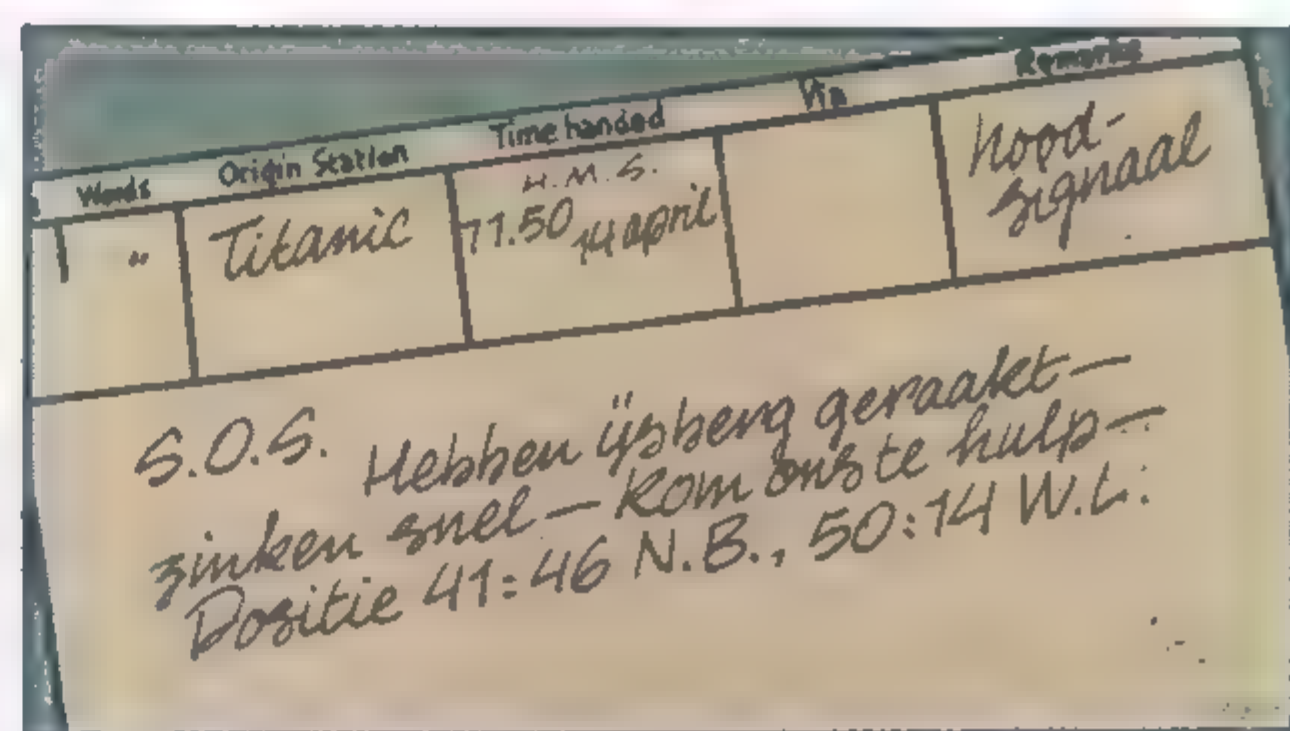 Words Origin Station Time handed Via Remarks
" Titanic H.M.S. Nood-
11.50 14 april signaal
S.O.S. Hebben ijsberg geraakt—
zinken snel — kom ons te hulp—
Positie 41:46 N.B., 50:14 W.L.